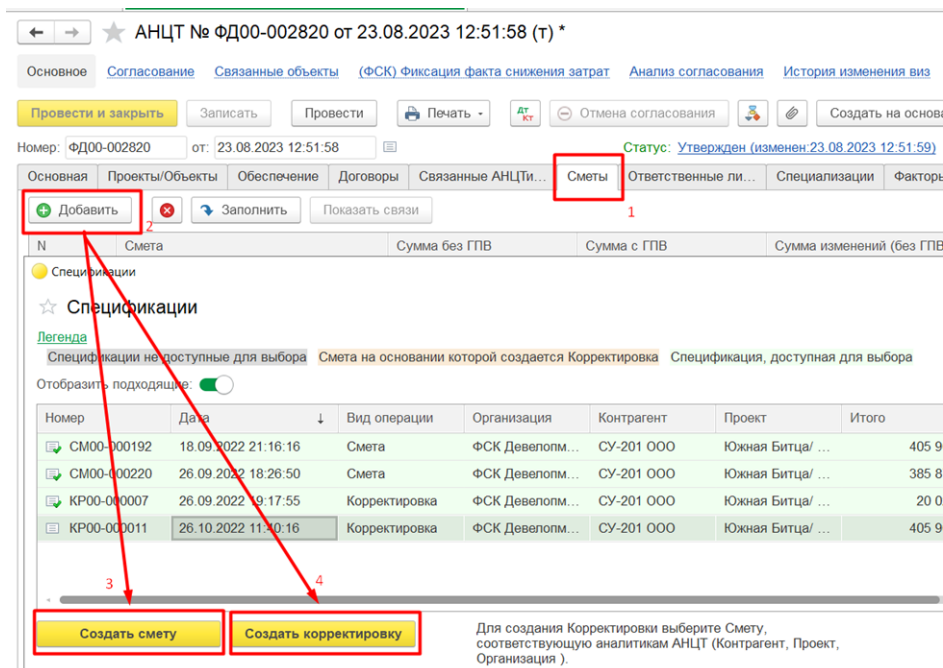 АНЦТ № ФД00-002820 от 23.08.2023 12:51:58 (т) *
Основное Согласование Связанные объекты (ФСК) Фиксация факта снижения затрат Анализ согласования История изменения виз
Провести и закрыть Записать Провести Печать Дт Кт Отмена согласования Создать на основа
Номер: ФД00-002820 от: 23.08.2023 12:51:58 Статус: Утвержден (изменен:23.08.2023 12:51:59)
Основная Проекты/Объекты Обеспечение Договоры Связанные АНЦТи... Сметы Ответственные ли... Специализации Факторы
Добавить 2 Заполнить Показать связи 1
N Смета Сумма без ГПВ Сумма с ГПВ Сумма изменений (без ГПВ
Спецификации
Спецификации
Легенда
Спецификации не доступные для выбора Смета на основании которой создается Корректировка Спецификация, доступная для выбора
Отобразить подходящие:
Номер Дата ↓ Вид операции Организация Контрагент Проект Итого
СМ00-000192 18.09.2022 21:16:16 Смета ФСК Девелопм... СУ-201 ООО Южная Битца/ ... 405 9
СМ00-000220 26.09.2022 18:26:50 Смета ФСК Девелопм... СУ-201 ООО Южная Битца/ ... 385 8
КР00-000007 26.09.2022 19:17:55 Корректировка ФСК Девелопм... СУ-201 ООО Южная Битца/ ... 20 0
КР00-000011 26.10.2022 11:40:16 Корректировка ФСК Девелопм... СУ-201 ООО Южная Битца/ ... 405 9
3 4
Создать смету Создать корректировку Для создания Корректировки выберите Смету,
соответствующую аналитикам АНЦТ (Контрагент, Проект,
Организация ).